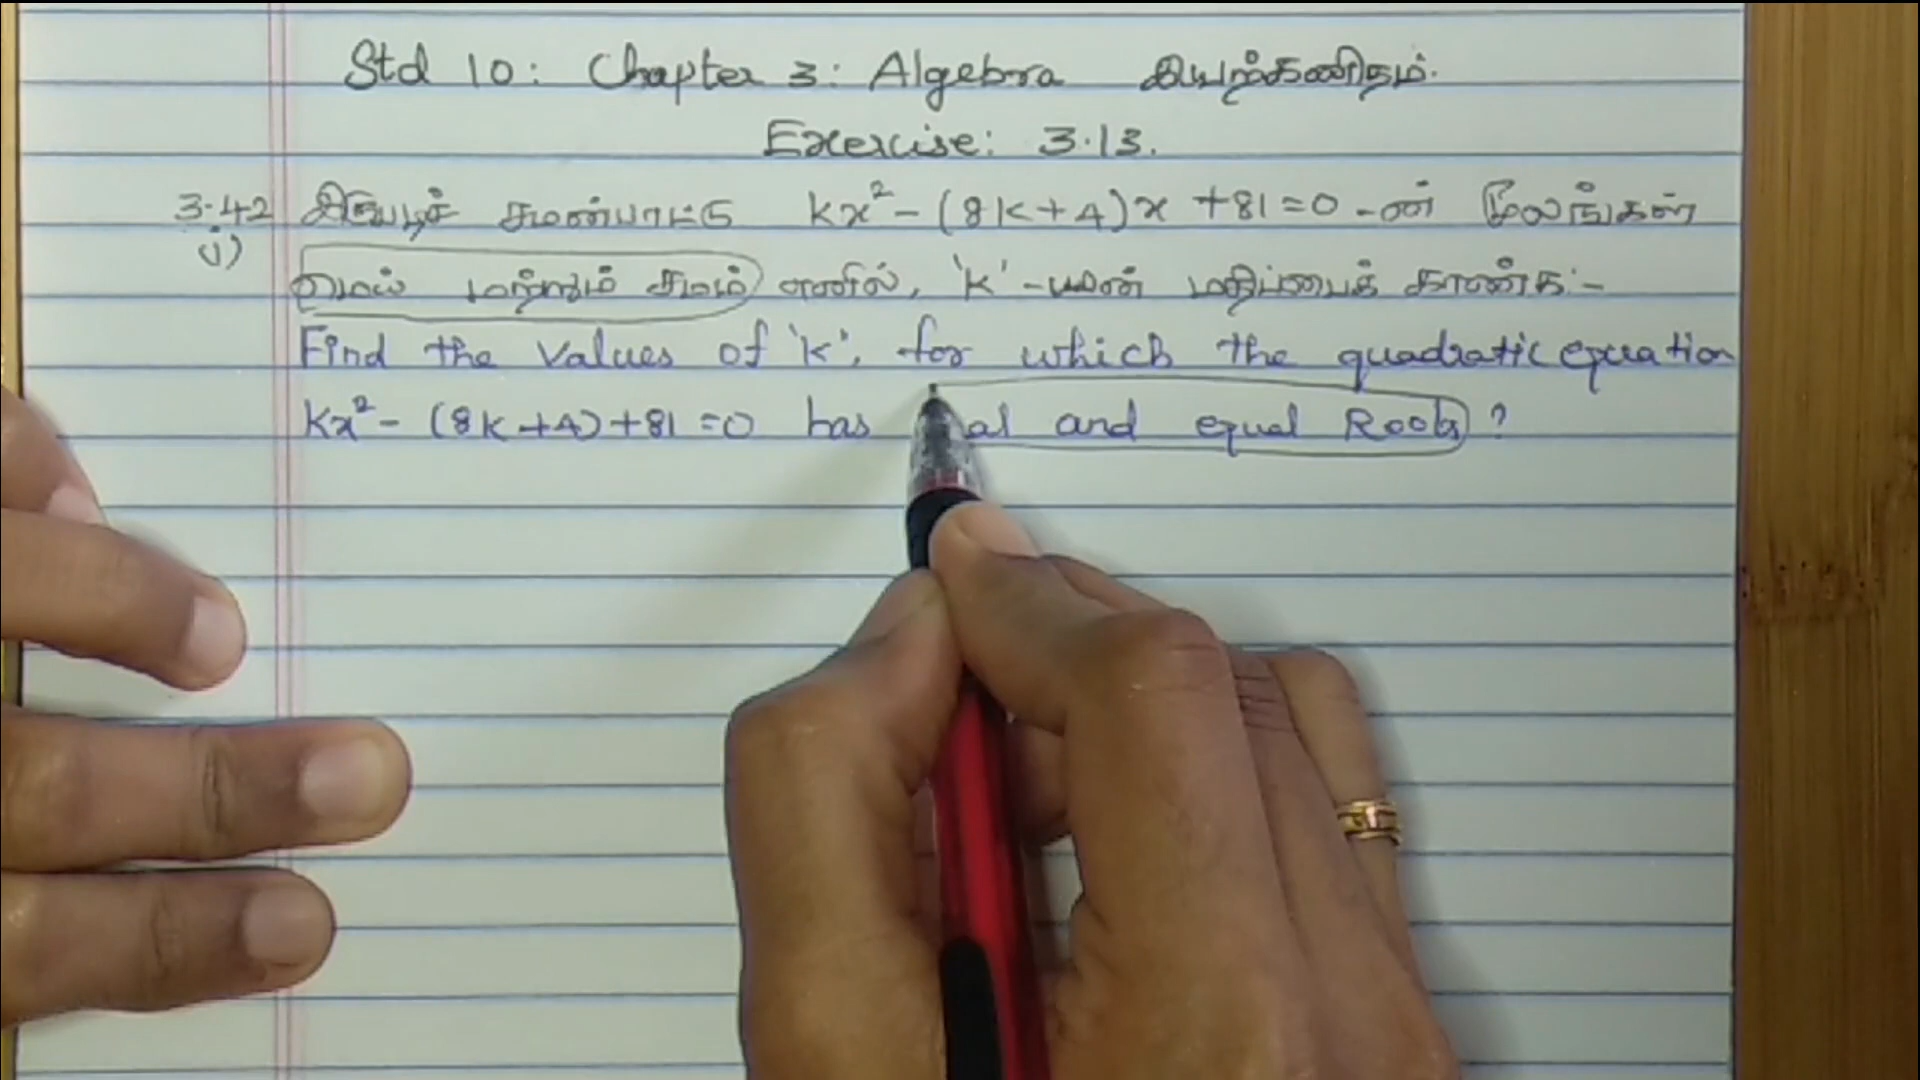 Std 10: Chapter 3: Algebra இயற்கணிதம்.
Exercise: 3.13.
3.42 இருபடிச் சமன்பாட்டு kx² - (8k+4)x +81=0 -ன் மூலங்கள்
i) மெய் மற்றும் சமம் எனில், 'k' -யின் மதிப்பைக் காண்க:-
Find the Values of 'k', for which the quadratic equation
kx² - (8k+4)+81 =0 has al and equal Roots ?